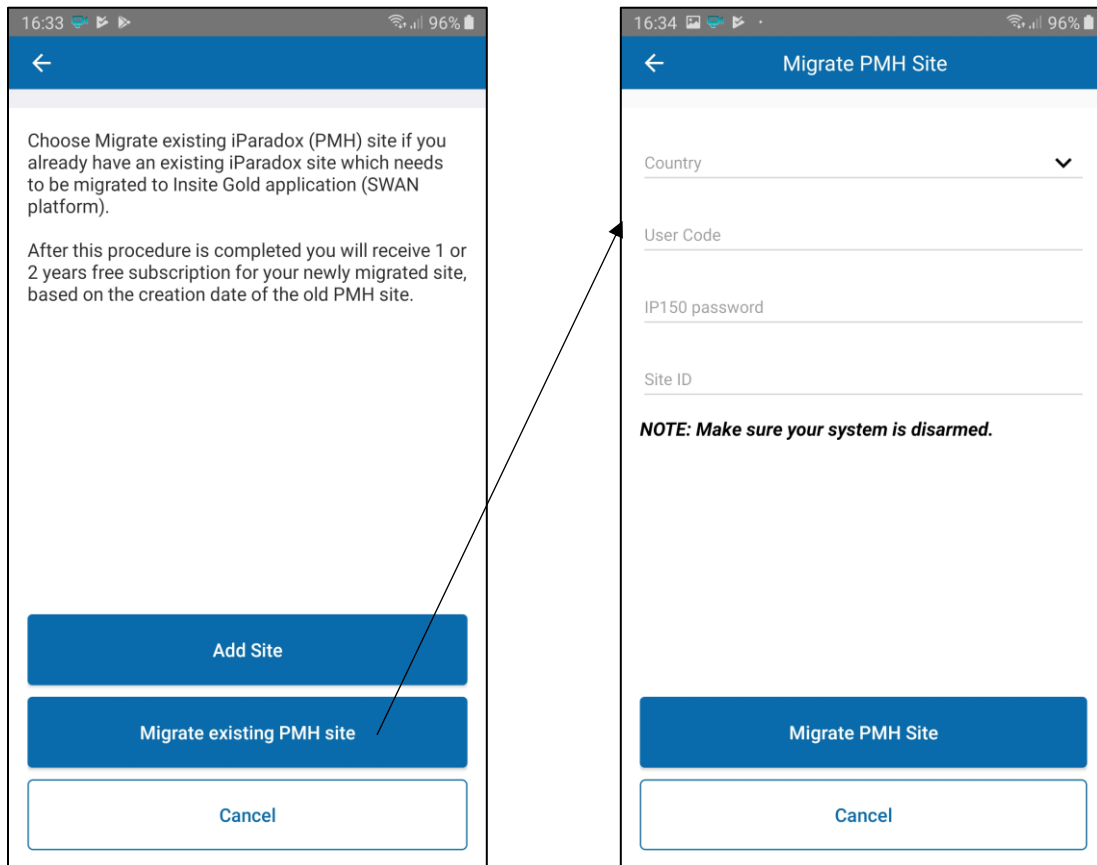 16:33
96%
Choose Migrate existing iParadox (PMH) site if you
already have an existing iParadox site which needs
to be migrated to Insite Gold application (SWAN
platform).
After this procedure is completed you will receive 1 or
2 years free subscription for your newly migrated site,
based on the creation date of the old PMH site.
Add Site
Migrate existing PMH site
Cancel
16:34
96%
Migrate PMH Site
Country
User Code
IP150 password
Site ID
NOTE: Make sure your system is disarmed.
Migrate PMH Site
Cancel